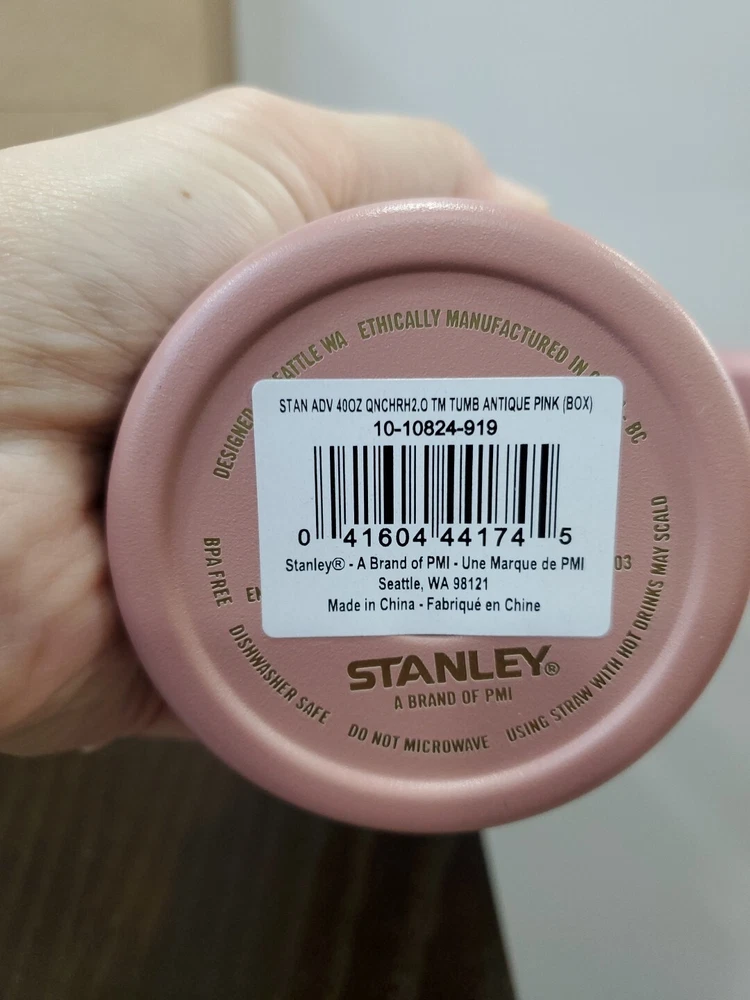 DESIGNED
ATTLE WA
ETHICALLY MANUFACTURED IN
BC
STAN ADV 40OZ QNCHRH2.O TM TUMB ANTIQUE PINK (BOX)
10-10824-919
0 41604 44174 5
Stanley® - A Brand of PMI - Une Marque de PMI
Seattle, WA 98121
Made in China - Fabriqué en Chine
03
BPA FREE
DISHWASHER SAFE
DO NOT MICROWAVE
USING STRAW WITH HOT DRINKS MAY SCALD
STANLEY®
A BRAND OF PMI